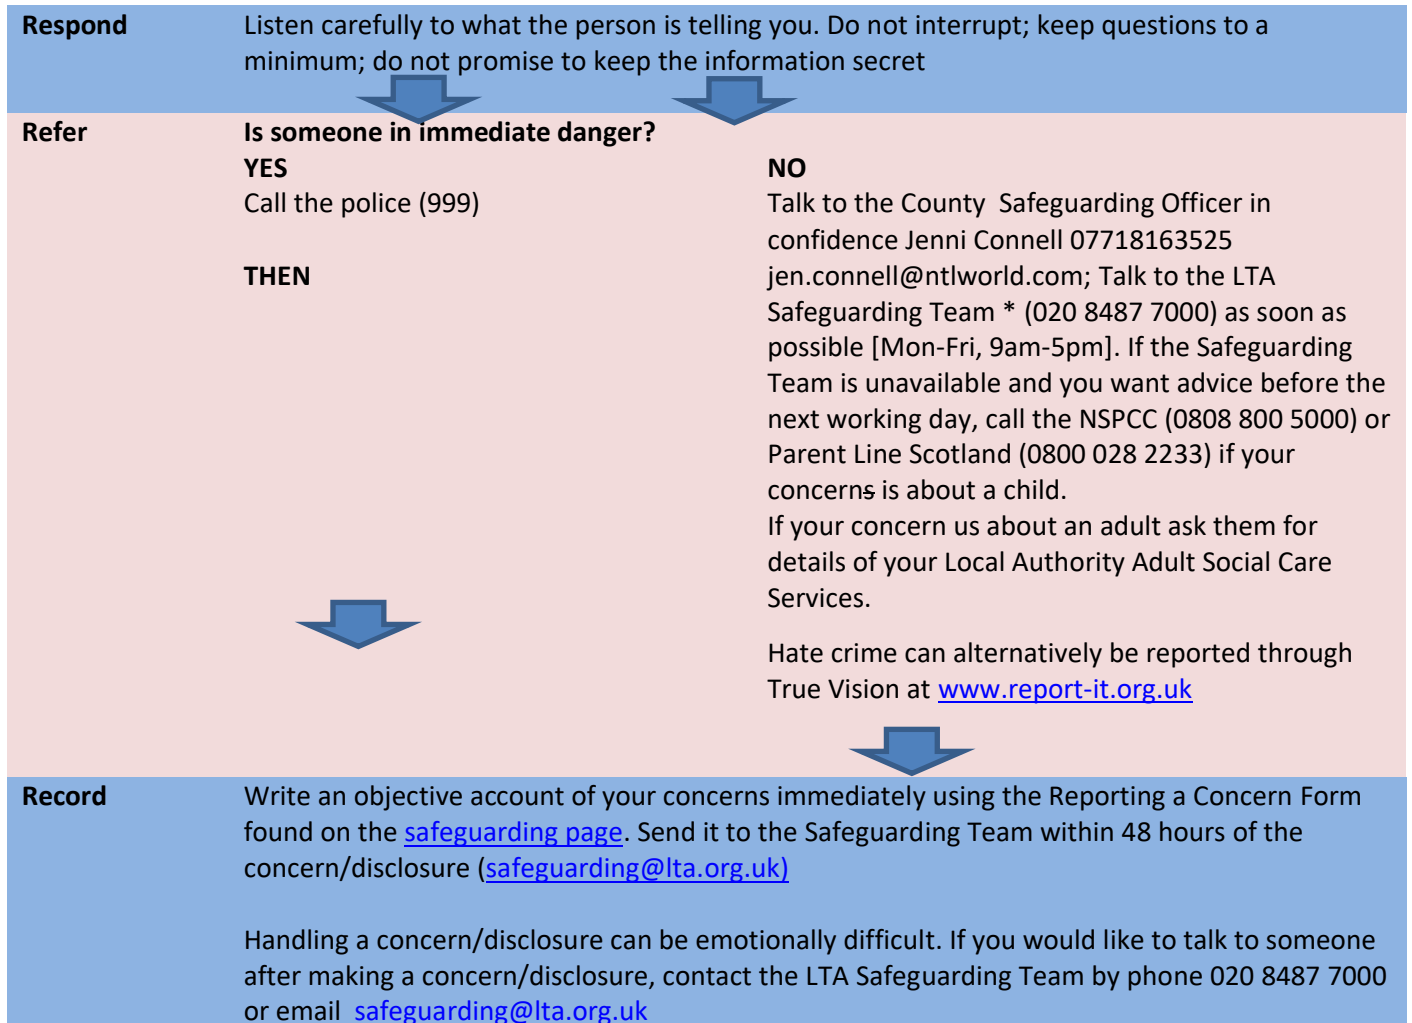 Respond
Listen carefully to what the person is telling you. Do not interrupt; keep questions to a
minimum; do not promise to keep the information secret
Refer
Is someone in immediate danger?
YES
Call the police (999)
THEN
NO
Talk to the County  Safeguarding Officer in
confidence Jenni Connell 07718163525
jen.connell@ntlworld.com; Talk to the LTA
Safeguarding Team * (020 8487 7000) as soon as
possible [Mon-Fri, 9am-5pm]. If the Safeguarding
Team is unavailable and you want advice before the
next working day, call the NSPCC (0808 800 5000) or
Parent Line Scotland (0800 028 2233) if your
concerns is about a child.
If your concern us about an adult ask them for
details of your Local Authority Adult Social Care
Services.
Hate crime can alternatively be reported through
True Vision at www.report-it.org.uk
Record
Write an objective account of your concerns immediately using the Reporting a Concern Form
found on the safeguarding page. Send it to the Safeguarding Team within 48 hours of the
concern/disclosure (safeguarding@lta.org.uk)
Handling a concern/disclosure can be emotionally difficult. If you would like to talk to someone
after making a concern/disclosure, contact the LTA Safeguarding Team by phone 020 8487 7000
or email  safeguarding@lta.org.uk